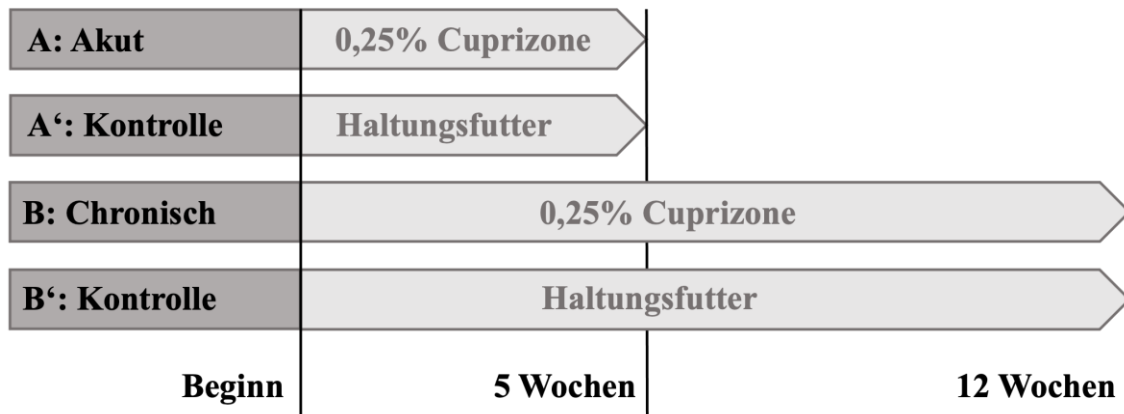 A: Akut 0,25% Cuprizone
A‘: Kontrolle Haltungsfutter
B: Chronisch 0,25% Cuprizone
B‘: Kontrolle Haltungsfutter
Beginn 5 Wochen 12 Wochen